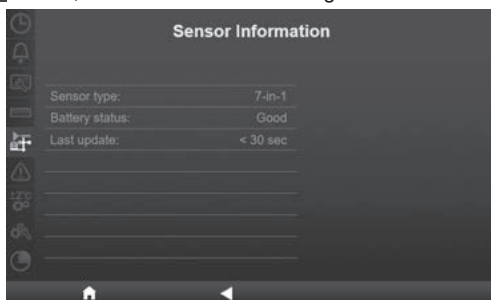 Sensor Information
Sensor type: 7-in-1
Battery status: Good
Last update: < 30 sec